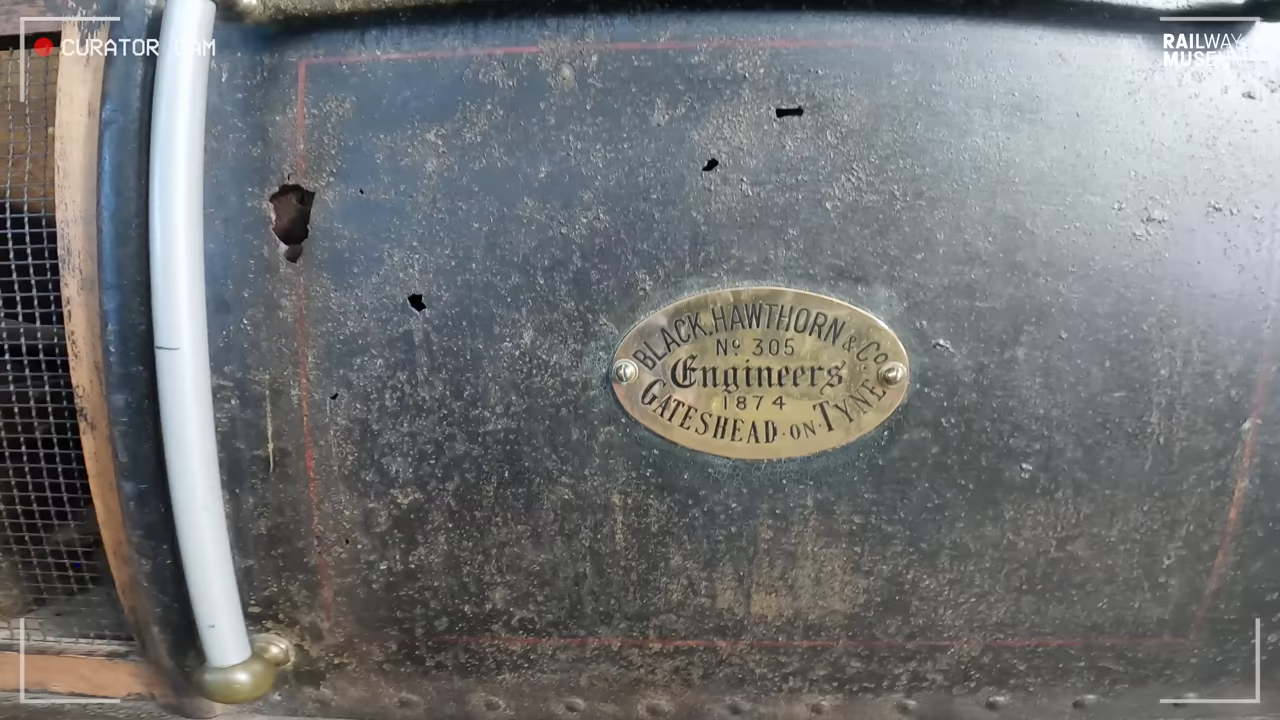 CURATOR CAM
RAILWAY
MUSEUM
BLACK, HAWTHORN & Co
No 305
Engineers
1874
GATESHEAD·ON·TYNE